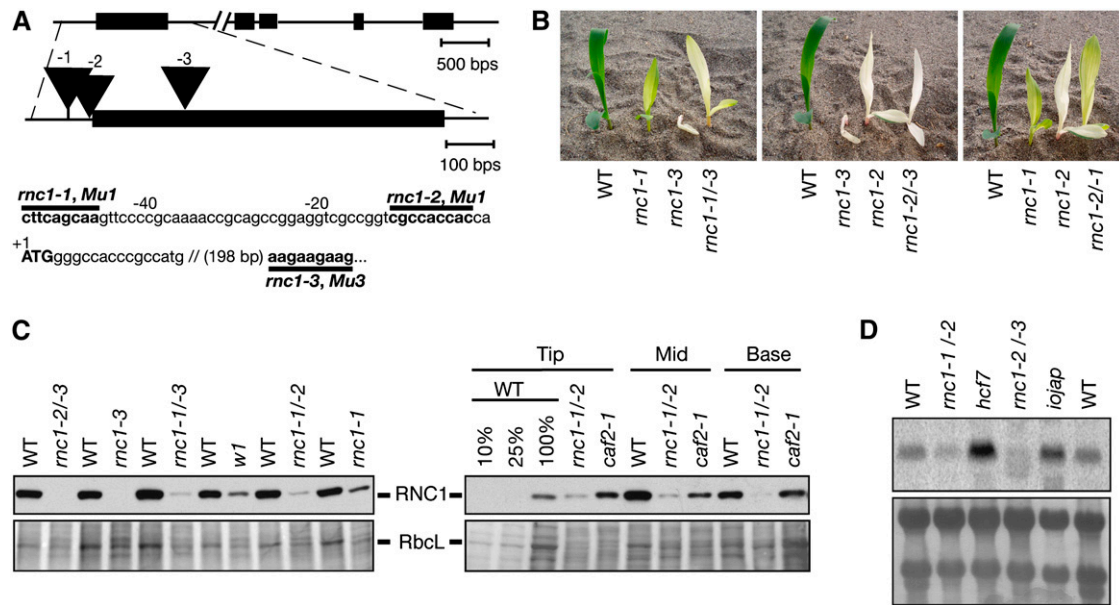 A
-1
-2
-3
500 bps
100 bps
rnc1-1, Mu1
-40
-20
rnc1-2, Mu1
cttcagcaagttccccgcaaaaccgcagccggaggtcgccggtcgccaccacca
+1
ATGgggccacccgccatg // (198 bp) aagaagaag...
rnc1-3, Mu3
B
WT
rnc1-1
rnc1-3
rnc1-1/-3
WT
rnc1-3
rnc1-2
rnc1-2/-3
WT
rnc1-1
rnc1-2
rnc1-2/-1
C
WT
rnc1-2/-3
WT
rnc1-3
WT
rnc1-1/-3
WT
w1
WT
rnc1-1/-2
WT
rnc1-1
RNC1
RbcL
Tip
Mid
Base
WT
10%
25%
100%
rnc1-1/-2
caf2-1
WT
rnc1-1/-2
caf2-1
WT
rnc1-1/-2
caf2-1
D
WT
rnc1-1/-2
hcf7
rnc1-2/-3
iojap
WT